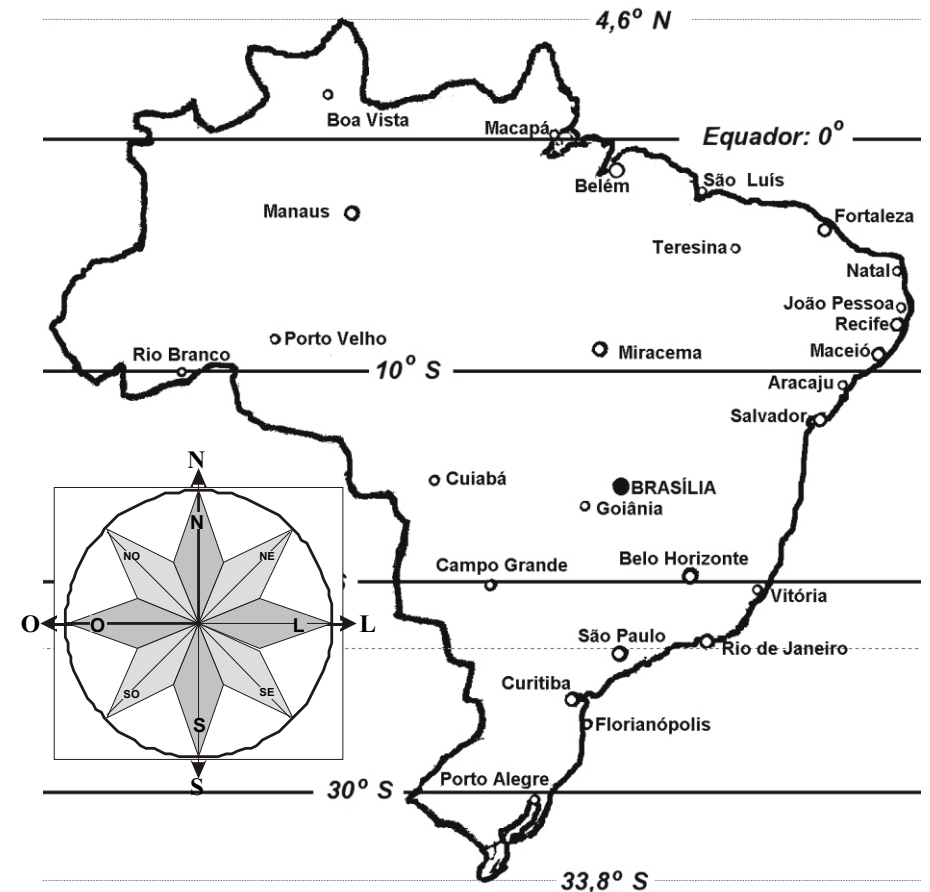 4,6° N
Boa Vista
Macapá
Equador: 0°
Belém
São Luís
Manaus
Fortaleza
Teresina
Natal
João Pessoa
Recife
Porto Velho
Rio Branco
Miracema
Maceió
10° S
Aracaju
Salvador
Cuiabá
BRASÍLIA
Goiânia
N
N
NO
NE
Campo Grande
Belo Horizonte
S
Vitória
O
O
L
L
São Paulo
Rio de Janeiro
SO
SE
Curitiba
S
Florianópolis
S
Porto Alegre
30° S
33,8° S